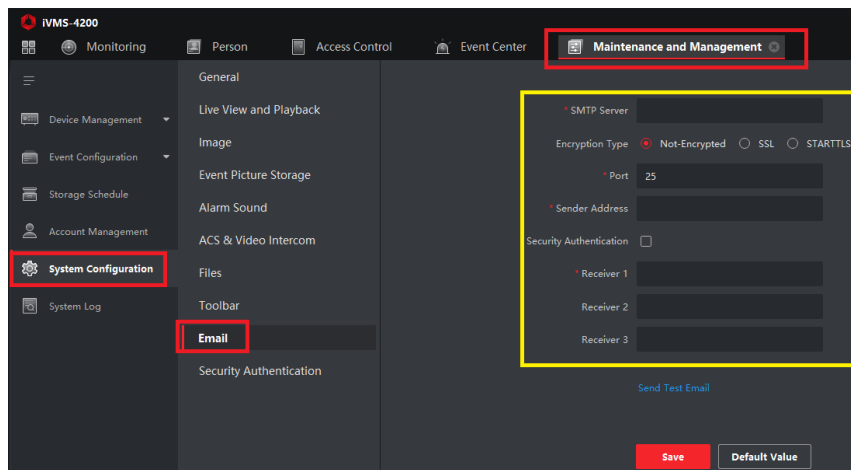 iVMS-4200
Monitoring Person Access Control Event Center Maintenance and Management
Device Management
Event Configuration
Storage Schedule
Account Management
System Configuration
System Log
General
Live View and Playback
Image
Event Picture Storage
Alarm Sound
ACS & Video Intercom
Files
Toolbar
Email
Security Authentication
* SMTP Server
Encryption Type Not-Encrypted SSL STARTTLS
* Port 25
* Sender Address
Security Authentication
* Receiver 1
Receiver 2
Receiver 3
Send Test Email
Save Default Value